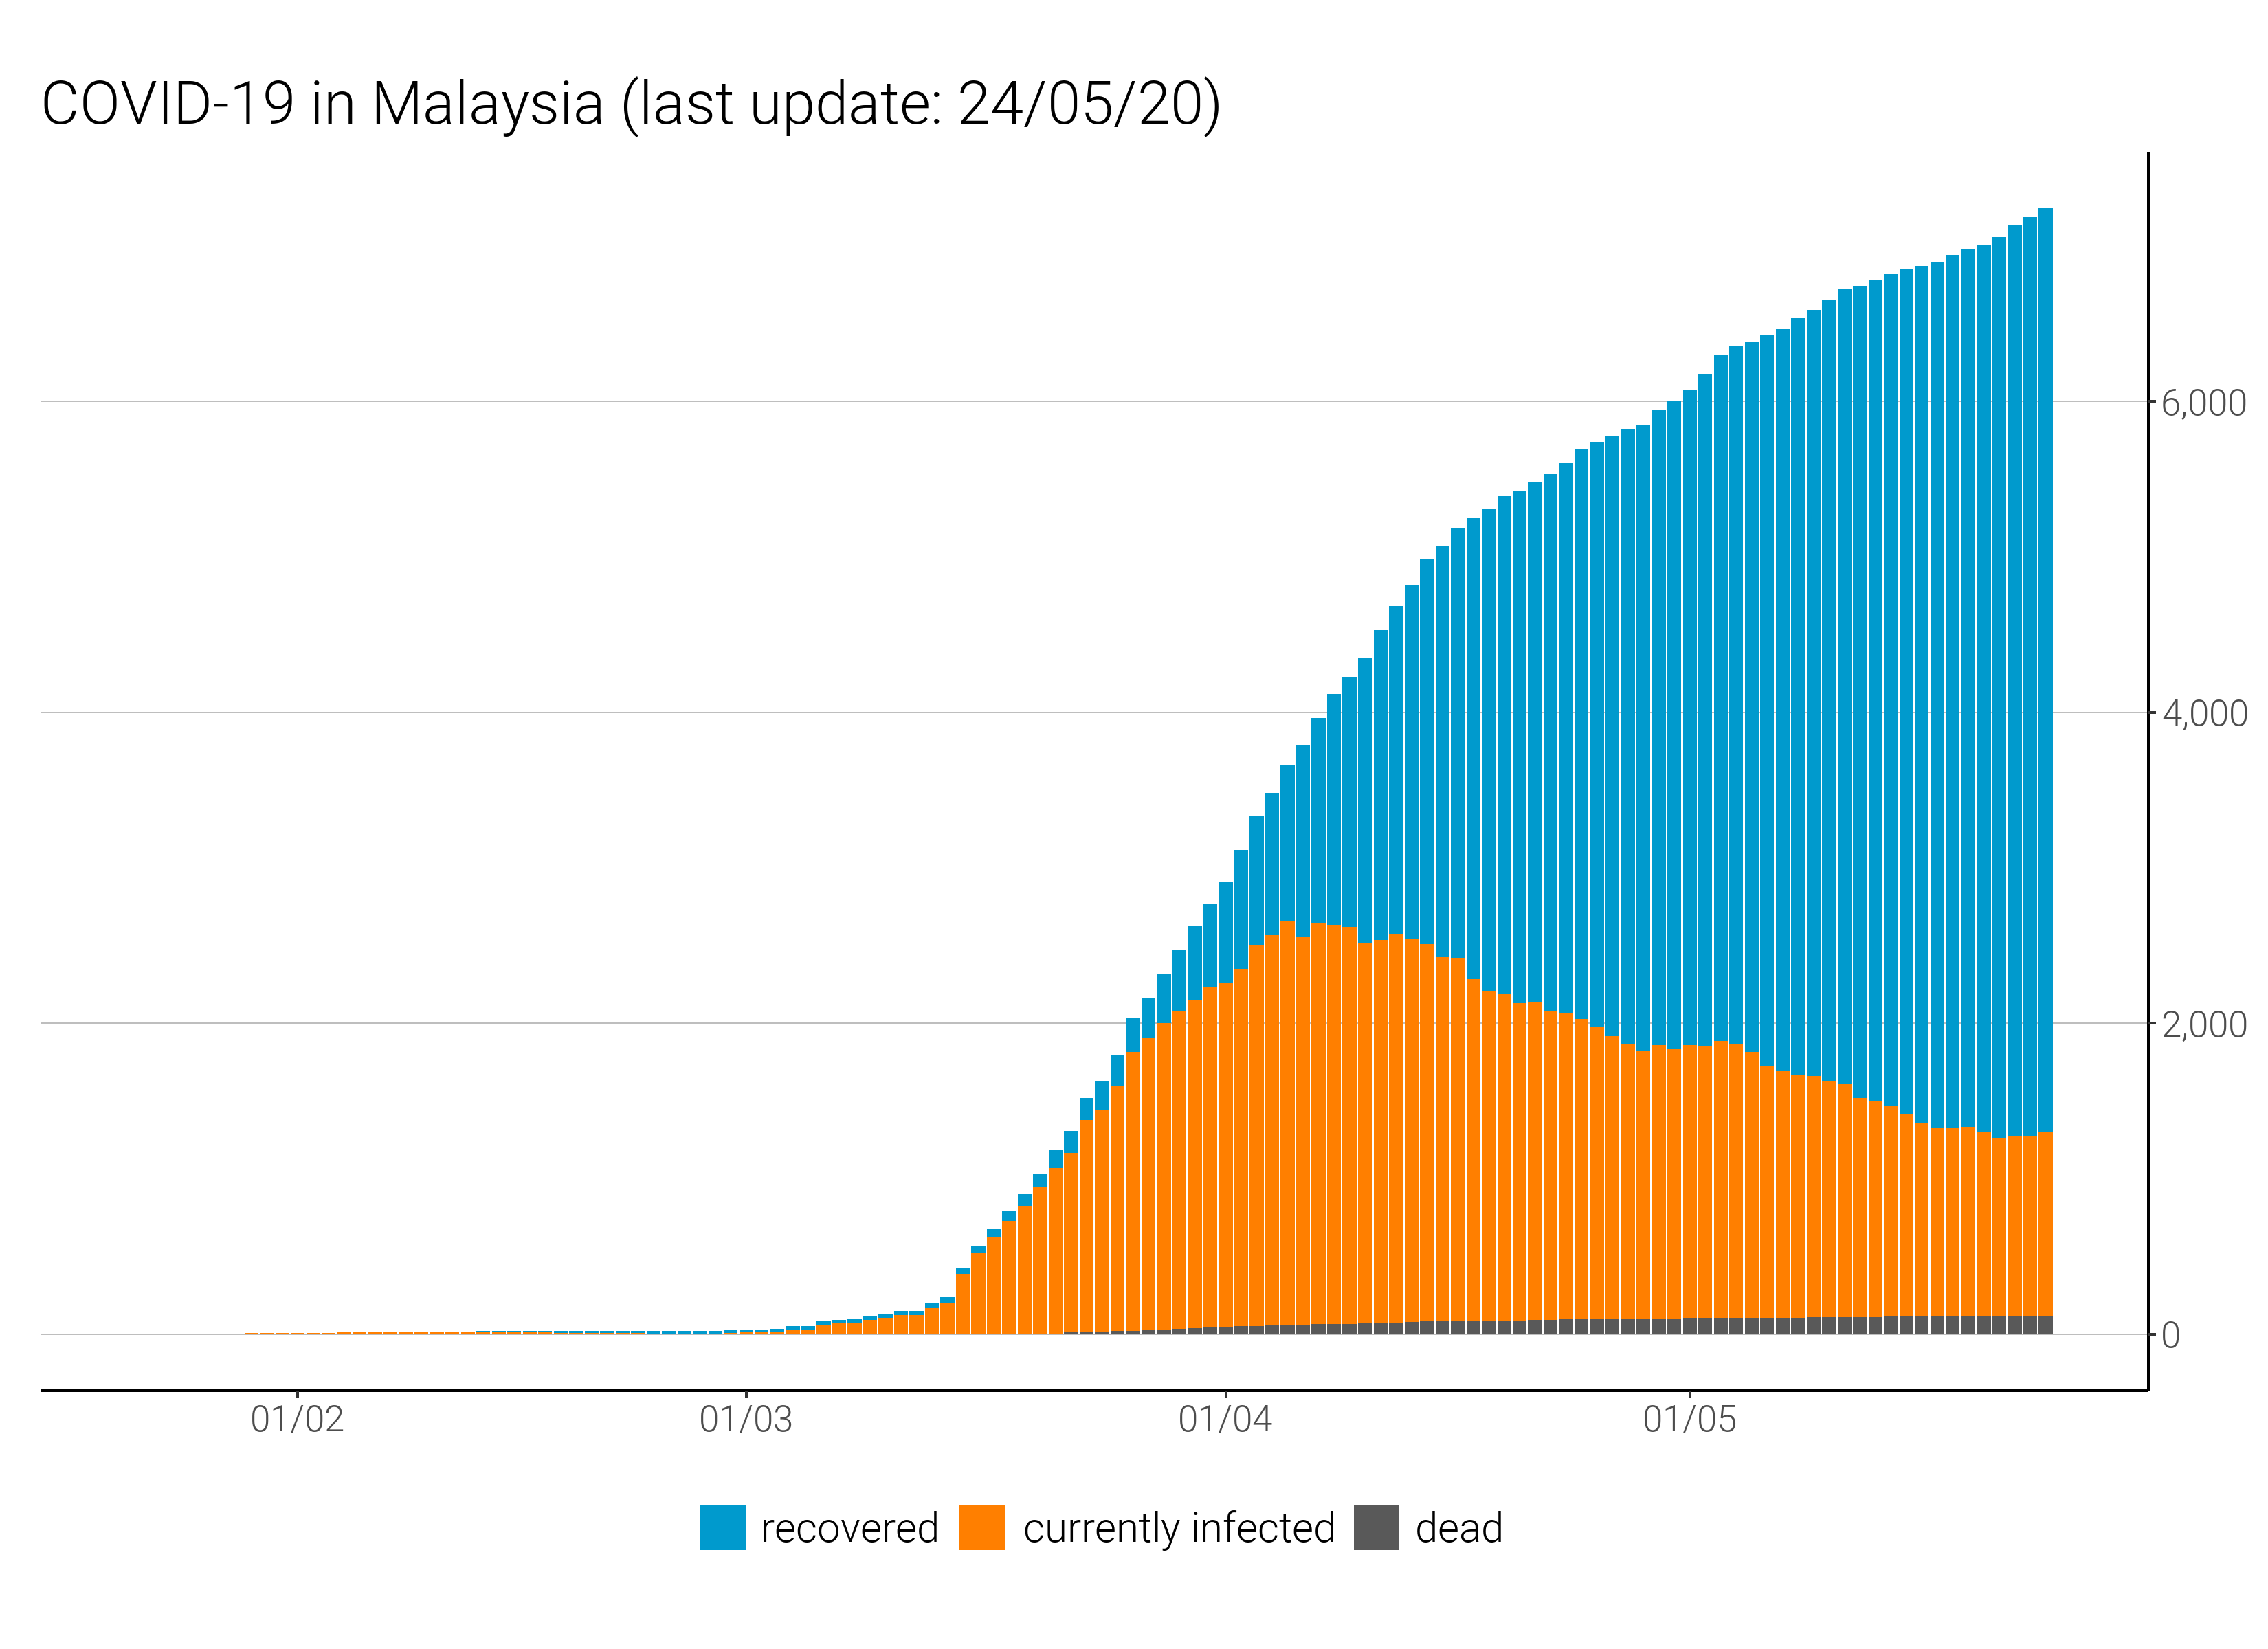 COVID-19 in Malaysia (last update: 24/05/20)
6,000
4,000
2,000
0
01/02 01/03 01/04 01/05
recovered currently infected dead